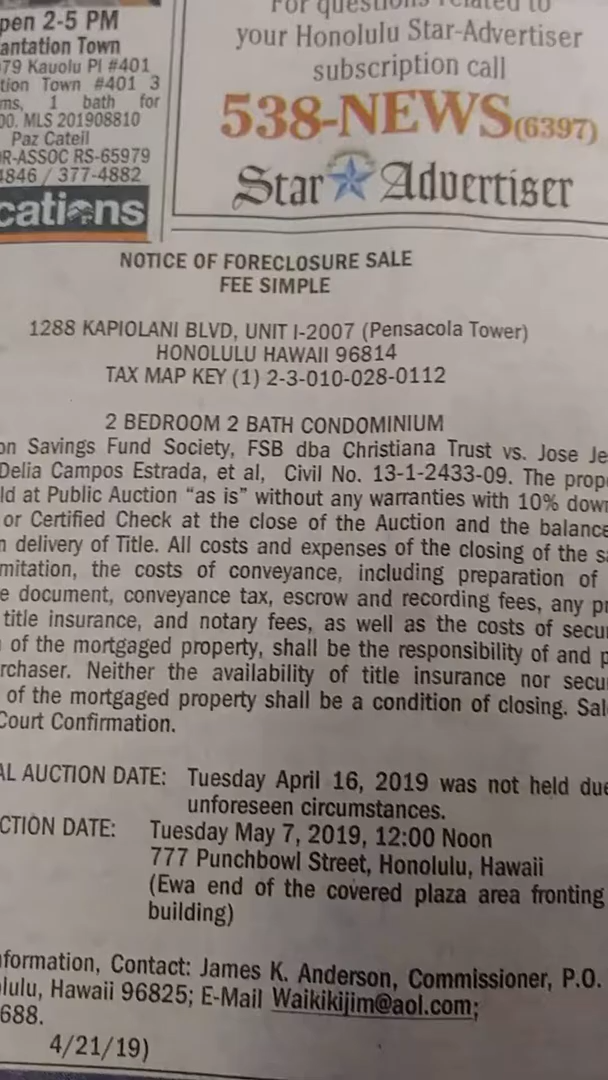 pen 2-5 PM
antation Town
79 Kauolu Pl #401
tion Town #401 3
ms, 1 bath for
00. MLS 201908810
Paz Cateil
R-ASSOC RS-65979
4846 / 377-4882
cations
For questions related to
your Honolulu Star-Advertiser
subscription call
538-NEWS(6397)
Star Advertiser
NOTICE OF FORECLOSURE SALE
FEE SIMPLE
1288 KAPIOLANI BLVD, UNIT I-2007 (Pensacola Tower)
HONOLULU HAWAII 96814
TAX MAP KEY (1) 2-3-010-028-0112
2 BEDROOM 2 BATH CONDOMINIUM
on Savings Fund Society, FSB dba Christiana Trust vs. Jose Je
Delia Campos Estrada, et al, Civil No. 13-1-2433-09. The prop
ld at Public Auction “as is” without any warranties with 10% down
or Certified Check at the close of the Auction and the balance
n delivery of Title. All costs and expenses of the closing of the sa
mitation, the costs of conveyance, including preparation of
e document, conveyance tax, escrow and recording fees, any pr
title insurance, and notary fees, as well as the costs of secur
of the mortgaged property, shall be the responsibility of and p
rchaser. Neither the availability of title insurance nor secu
of the mortgaged property shall be a condition of closing. Sal
Court Confirmation.
AL AUCTION DATE: Tuesday April 16, 2019 was not held due
unforeseen circumstances.
CTION DATE: Tuesday May 7, 2019, 12:00 Noon
777 Punchbowl Street, Honolulu, Hawaii
(Ewa end of the covered plaza area fronting
building)
nformation, Contact: James K. Anderson, Commissioner, P.O.
lulu, Hawaii 96825; E-Mail Waikikijim@aol.com;
688.
4/21/19)